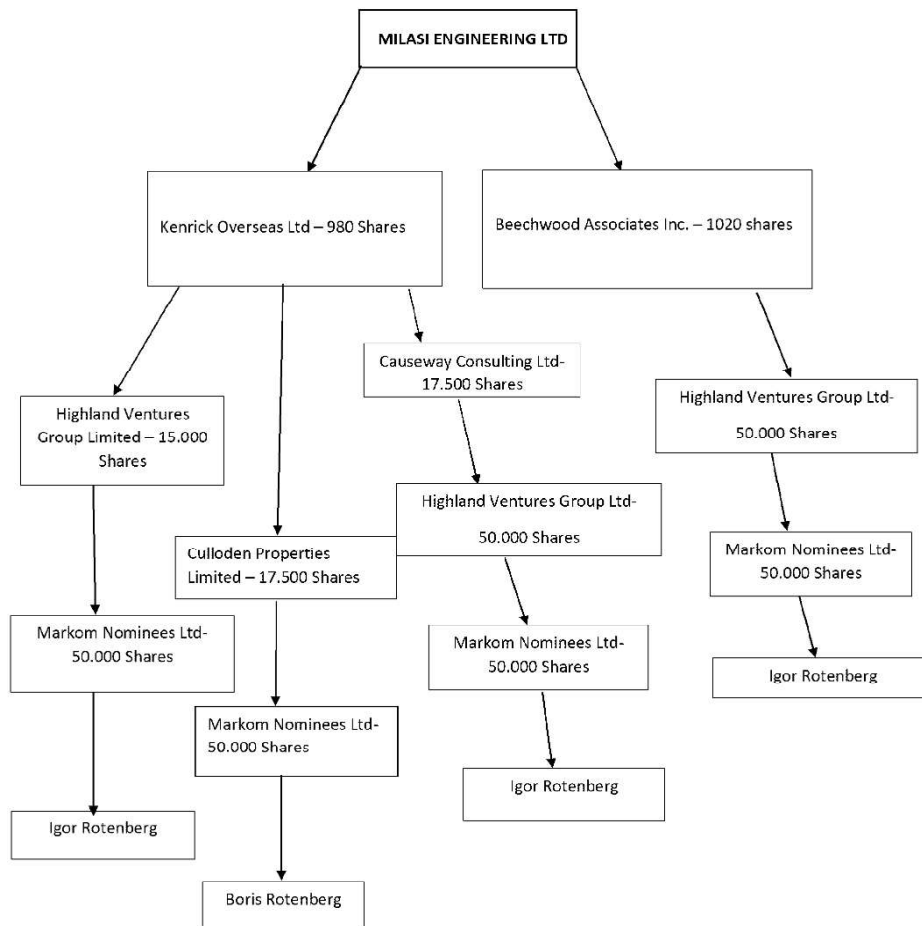 MILASI ENGINEERING LTD
Kenrick Overseas Ltd – 980 Shares
Beechwood Associates Inc. – 1020 shares
Causeway Consulting Ltd-
17.500 Shares
Highland Ventures
Group Limited – 15.000
Shares
Highland Ventures Group Ltd-
50.000 Shares
Highland Ventures Group Ltd-
50.000 Shares
Culloden Properties
Limited – 17.500 Shares
Markom Nominees Ltd-
50.000 Shares
Markom Nominees Ltd-
50.000 Shares
Markom Nominees Ltd-
50.000 Shares
Igor Rotenberg
Markom Nominees Ltd-
50.000 Shares
Igor Rotenberg
Igor Rotenberg
Boris Rotenberg